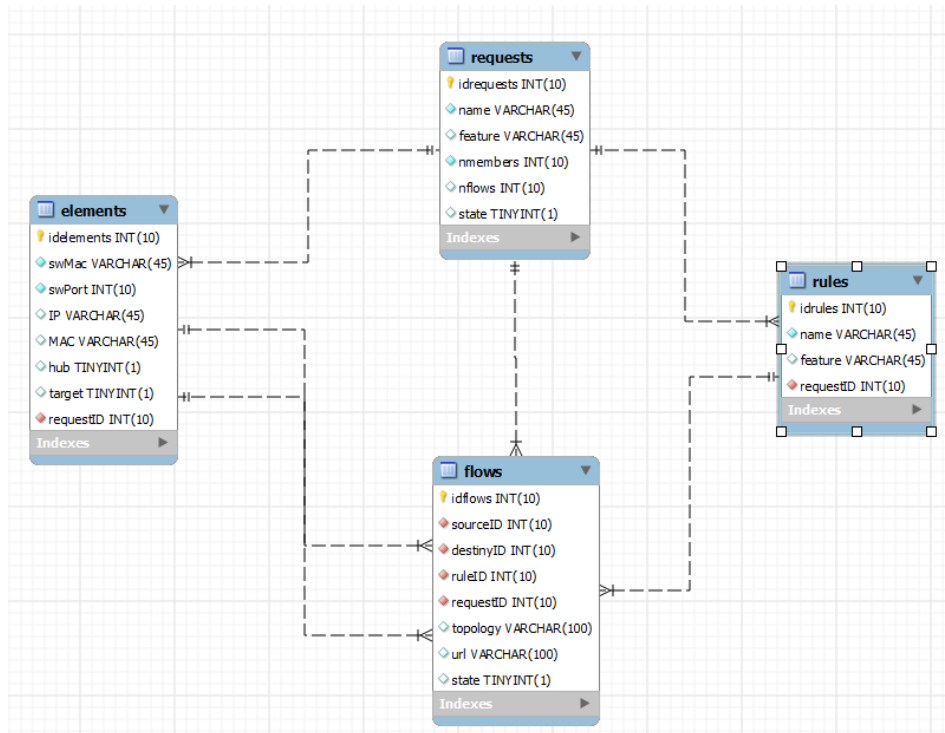 requests
idrequests INT(10)
name VARCHAR(45)
feature VARCHAR(45)
nmembers INT(10)
nflows INT(10)
state TINYINT(1)
Indexes
elements
idelements INT(10)
swMac VARCHAR(45)
swPort INT(10)
IP VARCHAR(45)
MAC VARCHAR(45)
hub TINYINT(1)
target TINYINT(1)
requestID INT(10)
Indexes
rules
idrules INT(10)
name VARCHAR(45)
feature VARCHAR(45)
requestID INT(10)
Indexes
flows
idflows INT(10)
sourceID INT(10)
destinyID INT(10)
ruleID INT(10)
requestID INT(10)
topology VARCHAR(100)
url VARCHAR(100)
state TINYINT(1)
Indexes